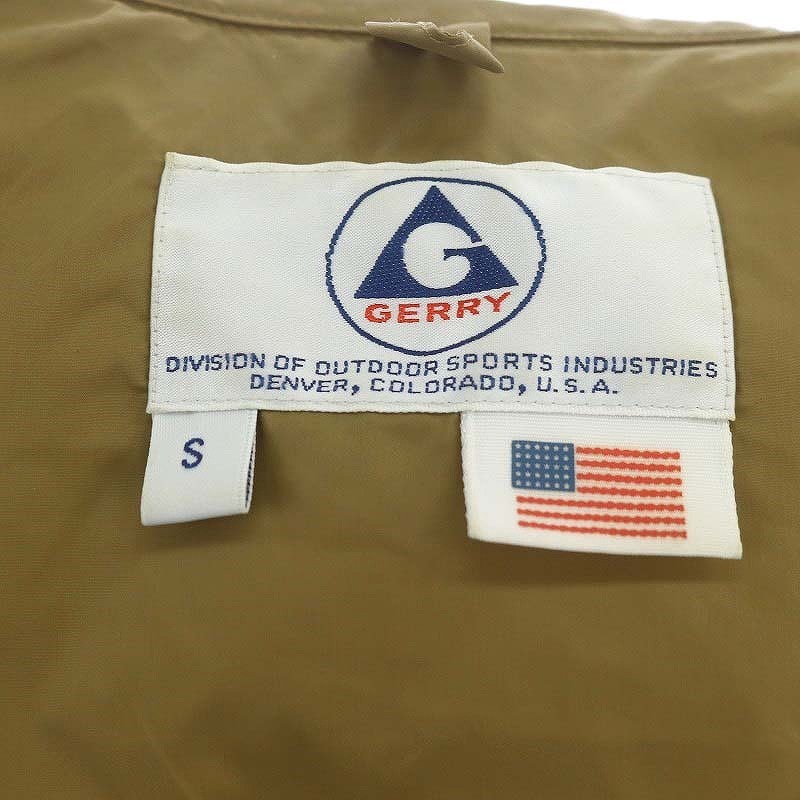 G
GERRY
DIVISION OF OUTDOOR SPORTS INDUSTRIES
DENVER, COLORADO, U.S.A.
S